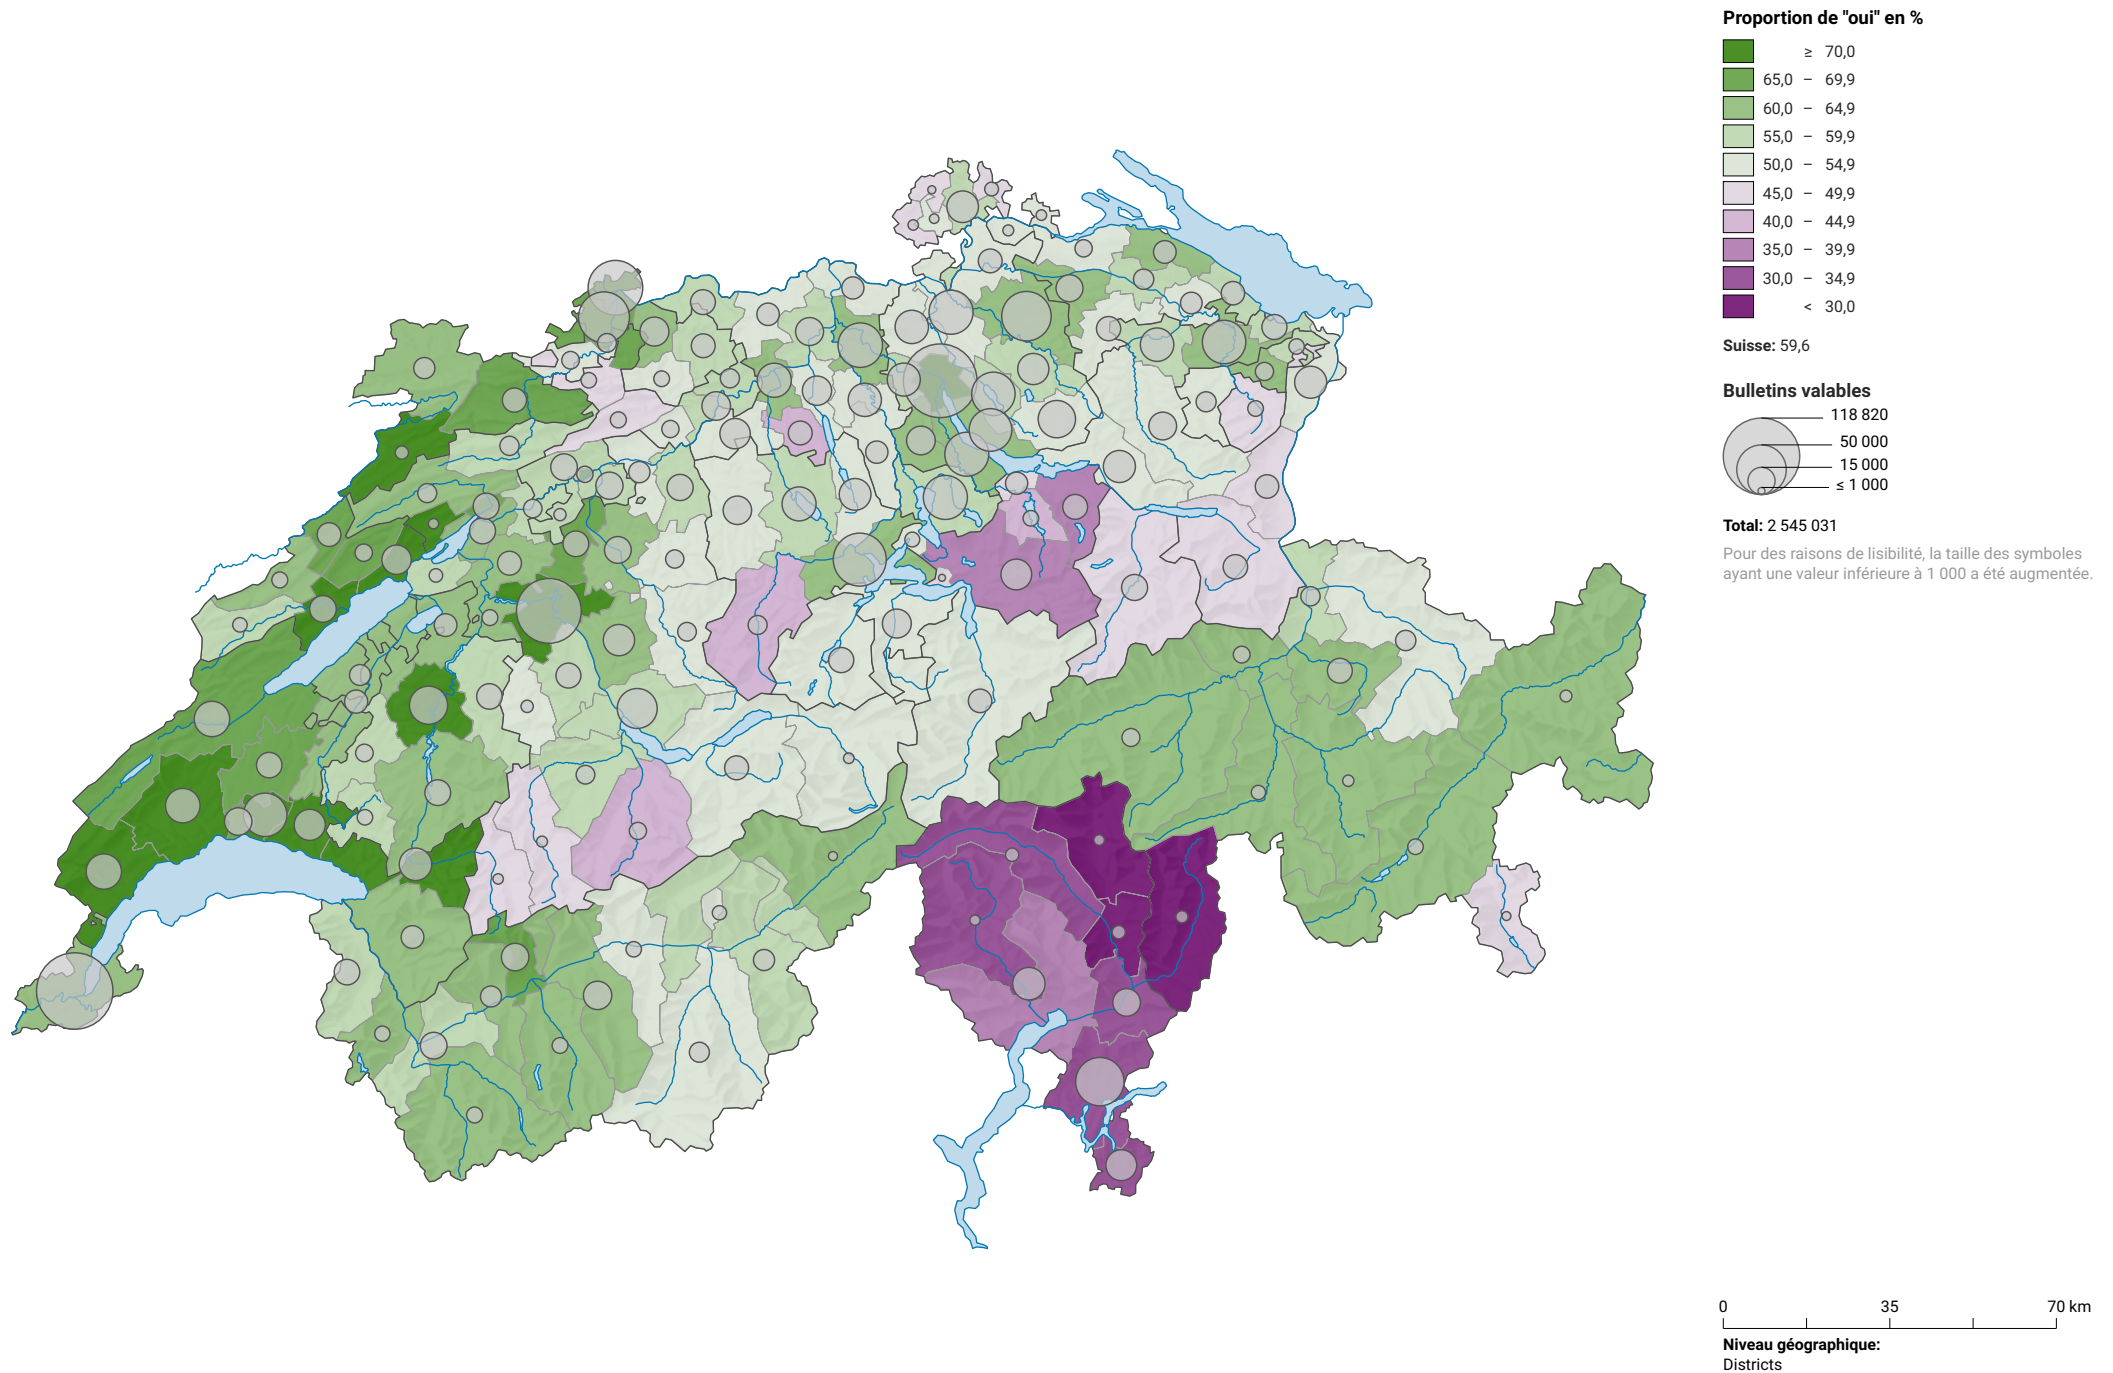 Proportion de "oui" en %
≥ 70,0
65,0 – 69,9
60,0 – 64,9
55,0 – 59,9
50,0 – 54,9
45,0 – 49,9
40,0 – 44,9
35,0 – 39,9
30,0 – 34,9
< 30,0
Suisse: 59,6
Bulletins valables
118 820
50 000
15 000
≤ 1 000
Total: 2 545 031
Pour des raisons de lisibilité, la taille des symboles
ayant une valeur inférieure à 1 000 a été augmentée.
0 35 70 km
Niveau géographique:
Districts